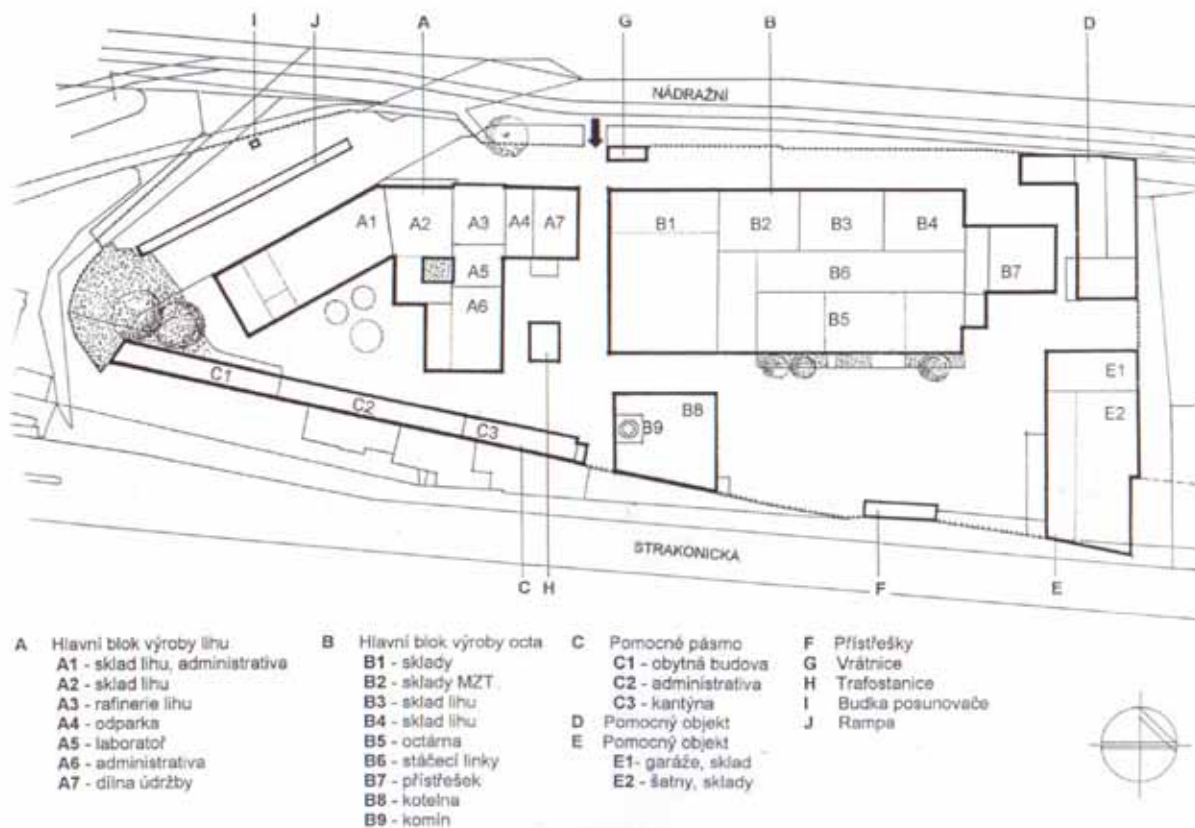 I J A G B D
NÁDRAŽNÍ
A1 A2 A3 A4 A7 B1 B2 B3 B4
A5 B6 B7
A6 B5
C1 E1
C2 B8 E2
C3 B9
STRAKONICKÁ
C H F E
A Hlavní blok výroby lihu
A1 - sklad lihu, administrativa
A2 - sklad lihu
A3 - rafinerie lihu
A4 - odparka
A5 - laboratoř
A6 - administrativa
A7 - dílna údržby
B Hlavní blok výroby octa
B1 - sklady
B2 - sklady MZT
B3 - sklad lihu
B4 - sklad lihu
B5 - octárna
B6 - stáčecí linky
B7 - přístřešek
B8 - kotelna
B9 - komín
C Pomocné pásmo
C1 - obytná budova
C2 - administrativa
C3 - kantýna
D Pomocný objekt
E Pomocný objekt
E1- garáže, sklad
E2 - šatny, sklady
F Přístřešky
G Vrátnice
H Trafostanice
I Budka posunovače
J Rampa